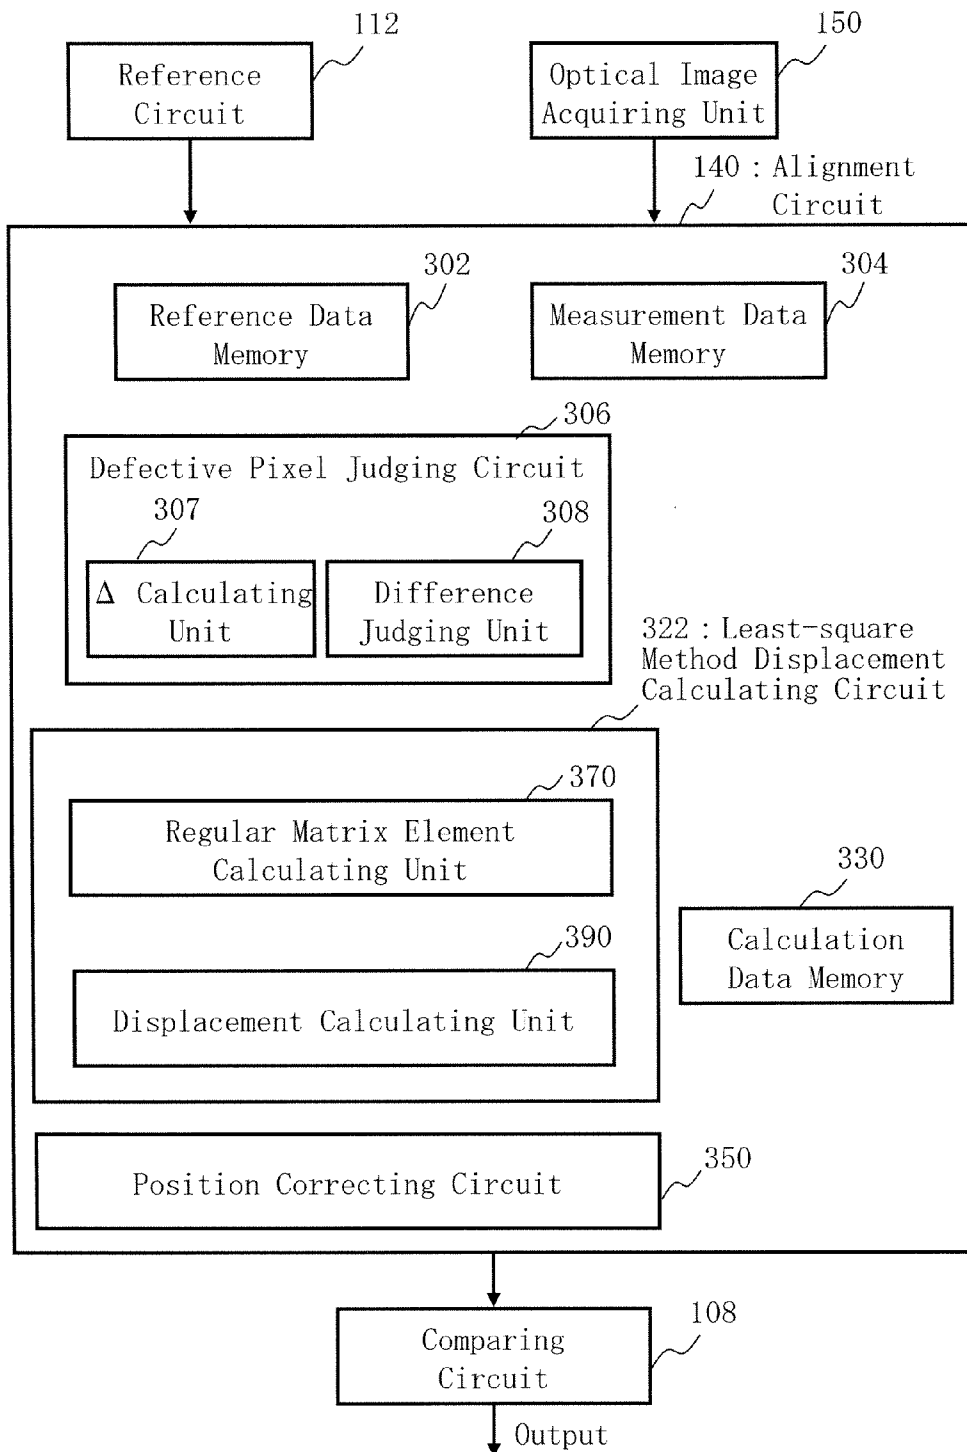 112
150
Reference
Circuit
Optical Image
Acquiring Unit
140 : Alignment
Circuit
302
304
Reference Data
Memory
Measurement Data
Memory
306
Defective Pixel Judging Circuit
307
308
Δ Calculating
Unit
Difference
Judging Unit
322 : Least-square
Method Displacement
Calculating Circuit
370
Regular Matrix Element
Calculating Unit
330
Calculation
Data Memory
390
Displacement Calculating Unit
350
Position Correcting Circuit
108
Comparing
Circuit
Output